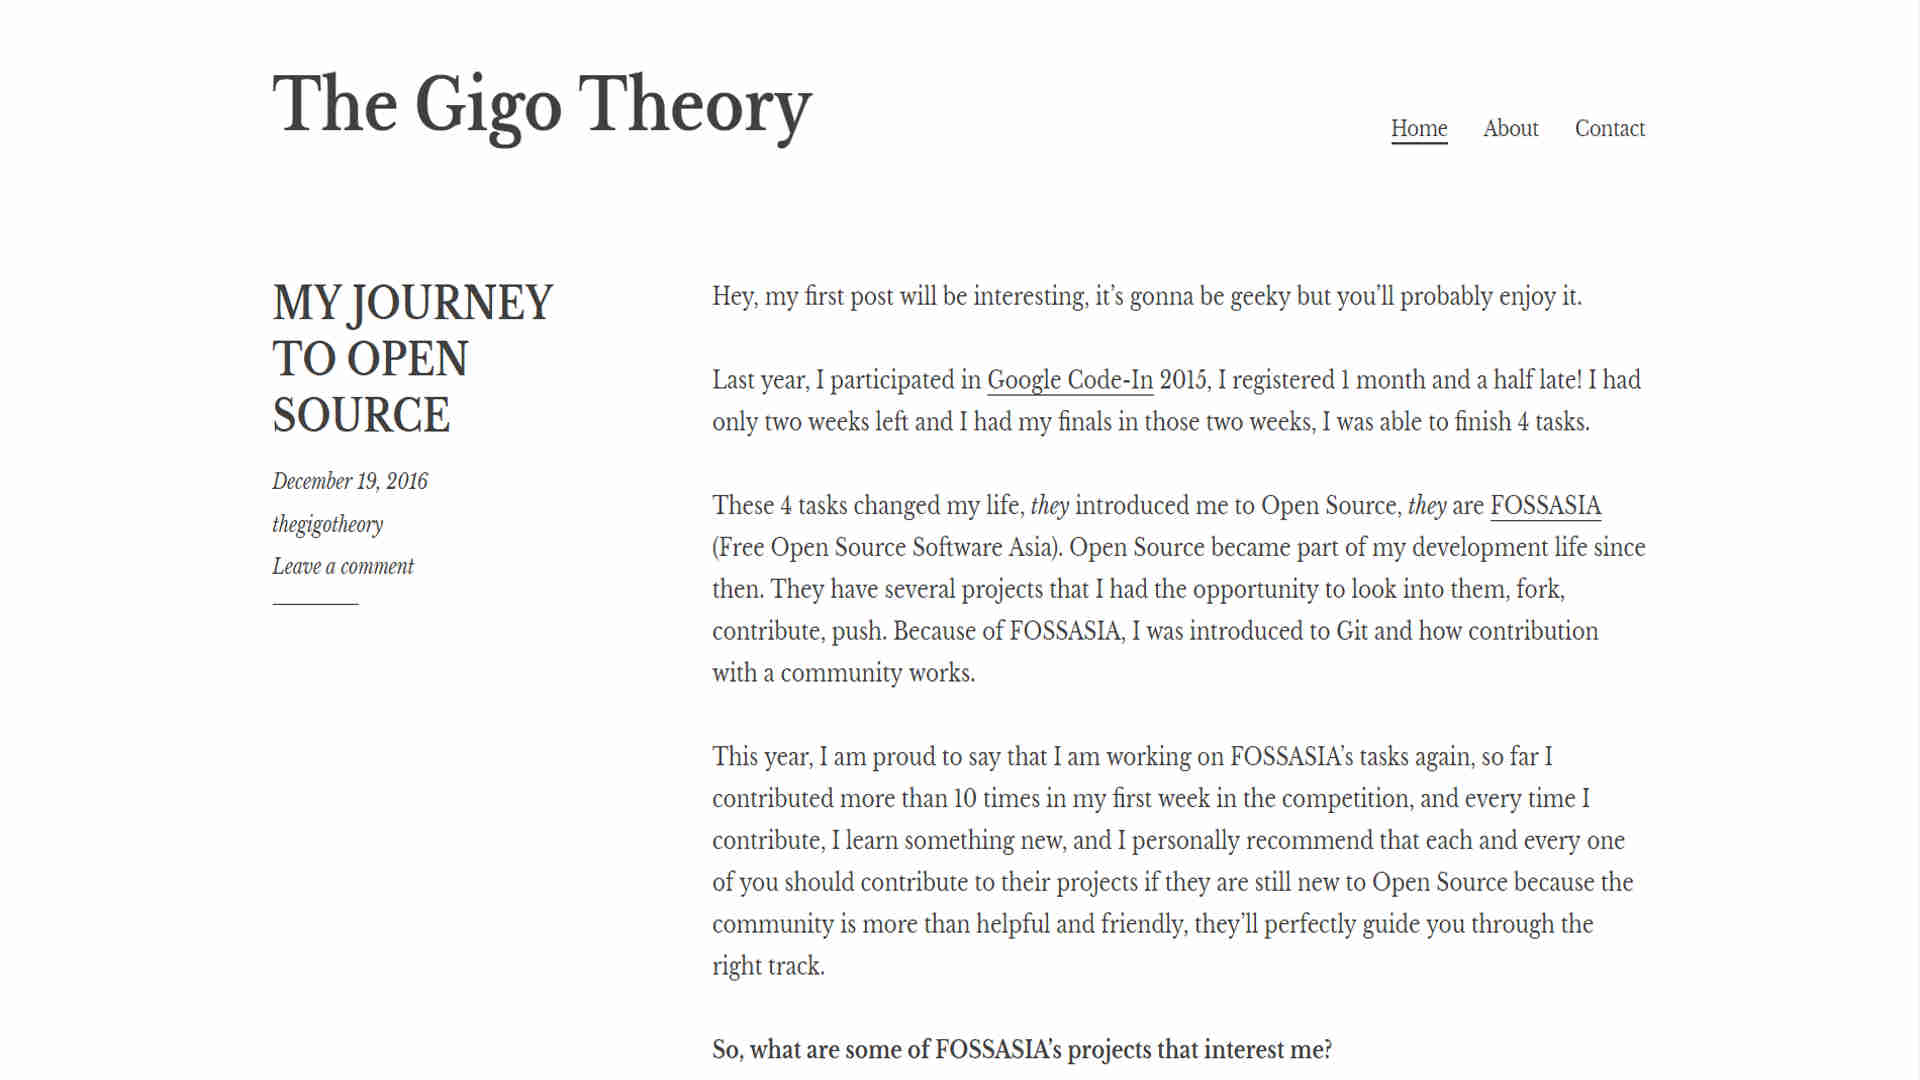 The Gigo Theory
Home About Contact
MY JOURNEY
TO OPEN
SOURCE
December 19, 2016
thegigotheory
Leave a comment
Hey, my first post will be interesting, it’s gonna be geeky but you’ll probably enjoy it.
Last year, I participated in Google Code-In 2015, I registered 1 month and a half late! I had
only two weeks left and I had my finals in those two weeks, I was able to finish 4 tasks.
These 4 tasks changed my life, they introduced me to Open Source, they are FOSSASIA
(Free Open Source Software Asia). Open Source became part of my development life since
then. They have several projects that I had the opportunity to look into them, fork,
contribute, push. Because of FOSSASIA, I was introduced to Git and how contribution
with a community works.
This year, I am proud to say that I am working on FOSSASIA’s tasks again, so far I
contributed more than 10 times in my first week in the competition, and every time I
contribute, I learn something new, and I personally recommend that each and every one
of you should contribute to their projects if they are still new to Open Source because the
community is more than helpful and friendly, they’ll perfectly guide you through the
right track.
So, what are some of FOSSASIA’s projects that interest me?